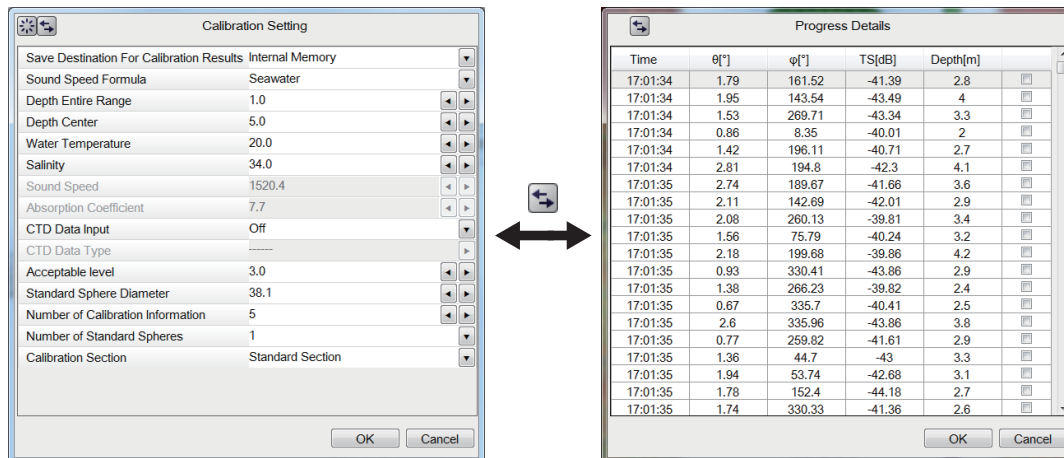 Calibration Setting
Save Destination For Calibration Results Internal Memory
Sound Speed Formula Seawater
Depth Entire Range 1.0
Depth Center 5.0
Water Temperature 20.0
Salinity 34.0
Sound Speed 1520.4
Absorption Coefficient 7.7
CTD Data Input Off
CTD Data Type ------
Acceptable level 3.0
Standard Sphere Diameter 38.1
Number of Calibration Information 5
Number of Standard Spheres 1
Calibration Section Standard Section
OK Cancel
Progress Details
Time θ[°] φ[°] TS[dB] Depth[m]
17:01:34 1.79 161.52 -41.39 2.8
17:01:34 1.95 143.54 -43.49 4
17:01:34 1.53 269.71 -43.34 3.3
17:01:34 0.86 8.35 -40.01 2
17:01:34 1.42 196.11 -40.71 2.7
17:01:34 2.81 194.8 -42.3 4.1
17:01:35 2.74 189.67 -41.66 3.6
17:01:35 2.11 142.69 -42.01 2.9
17:01:35 2.08 260.13 -39.81 3.4
17:01:35 1.56 75.79 -40.24 3.2
17:01:35 2.18 199.68 -39.86 4.2
17:01:35 0.93 330.41 -43.86 2.9
17:01:35 1.38 266.23 -39.82 2.4
17:01:35 0.67 335.7 -40.41 2.5
17:01:35 2.6 335.96 -43.86 3.8
17:01:35 0.77 259.82 -41.61 2.9
17:01:35 1.36 44.7 -43 3.3
17:01:35 1.94 53.74 -42.68 3.1
17:01:35 1.78 152.4 -44.18 2.7
17:01:35 1.74 330.33 -41.36 2.6
OK Cancel